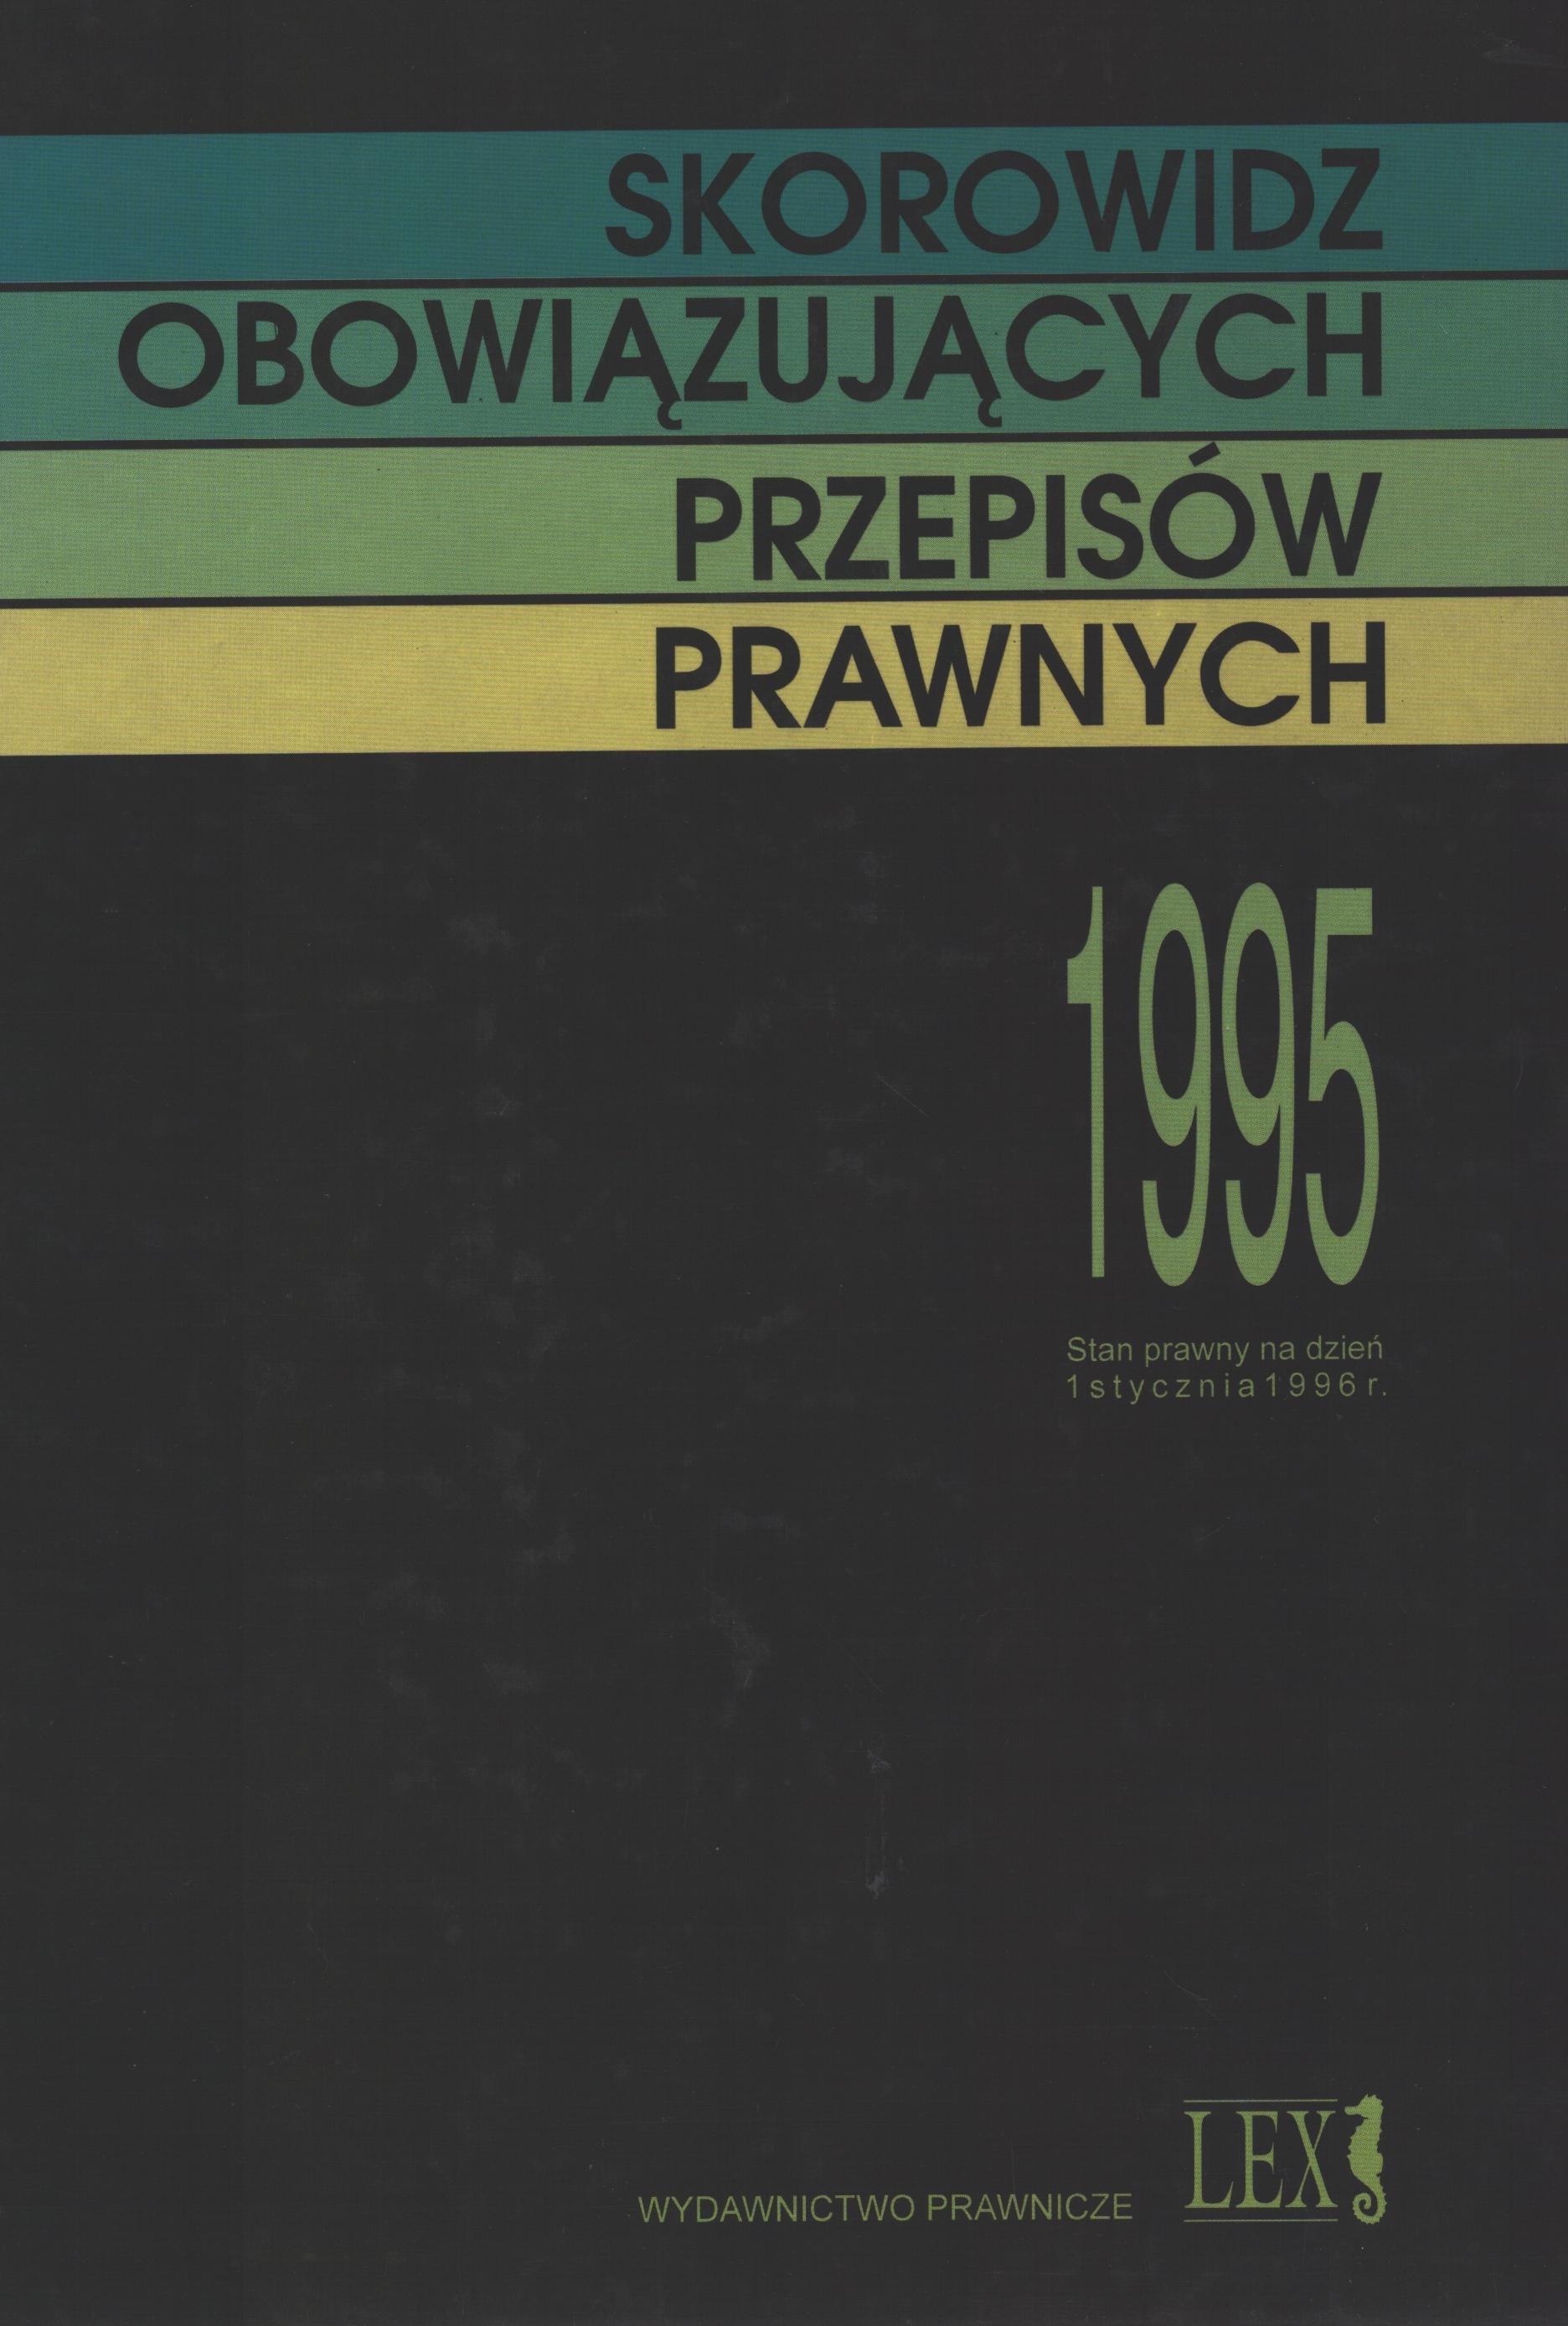 SKOROWIDZ
OBOWIĄZUJĄCYCH
PRZEPISÓW
PRAWNYCH
1995
Stan prawny na dzień
1 stycznia 1996 r.
WYDAWNICTWO PRAWNICZE
LEX